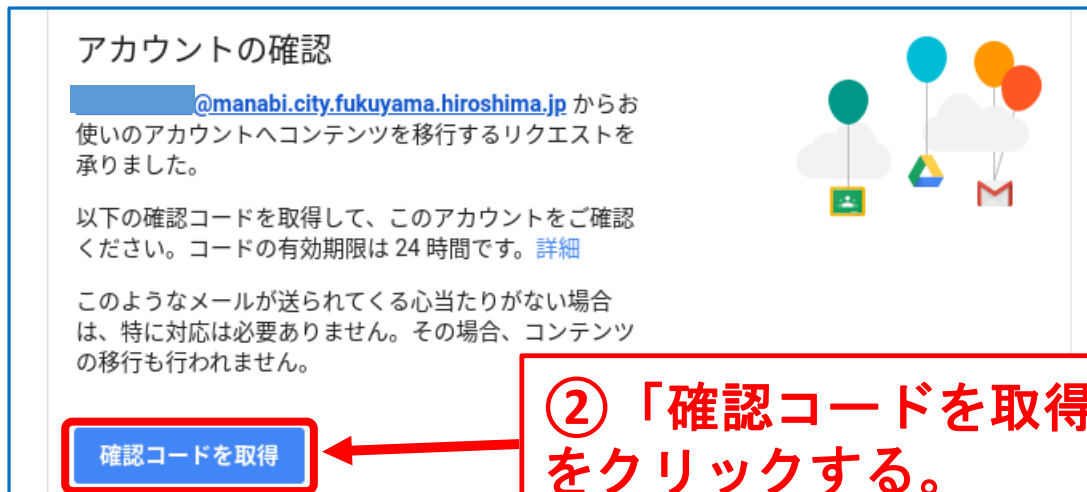 アカウントの確認
@manabi.city.fukuyama.hiroshima.jp からお
使いのアカウントへコンテンツを移行するリクエストを
承りました。
以下の確認コードを取得して、このアカウントをご確認
ください。コードの有効期限は 24 時間です。詳細
このようなメールが送られてくる心当たりがない場合
は、特に対応は必要ありません。その場合、コンテンツ
の移行も行われません。
確認コードを取得
②「確認コードを取得
をクリックする。